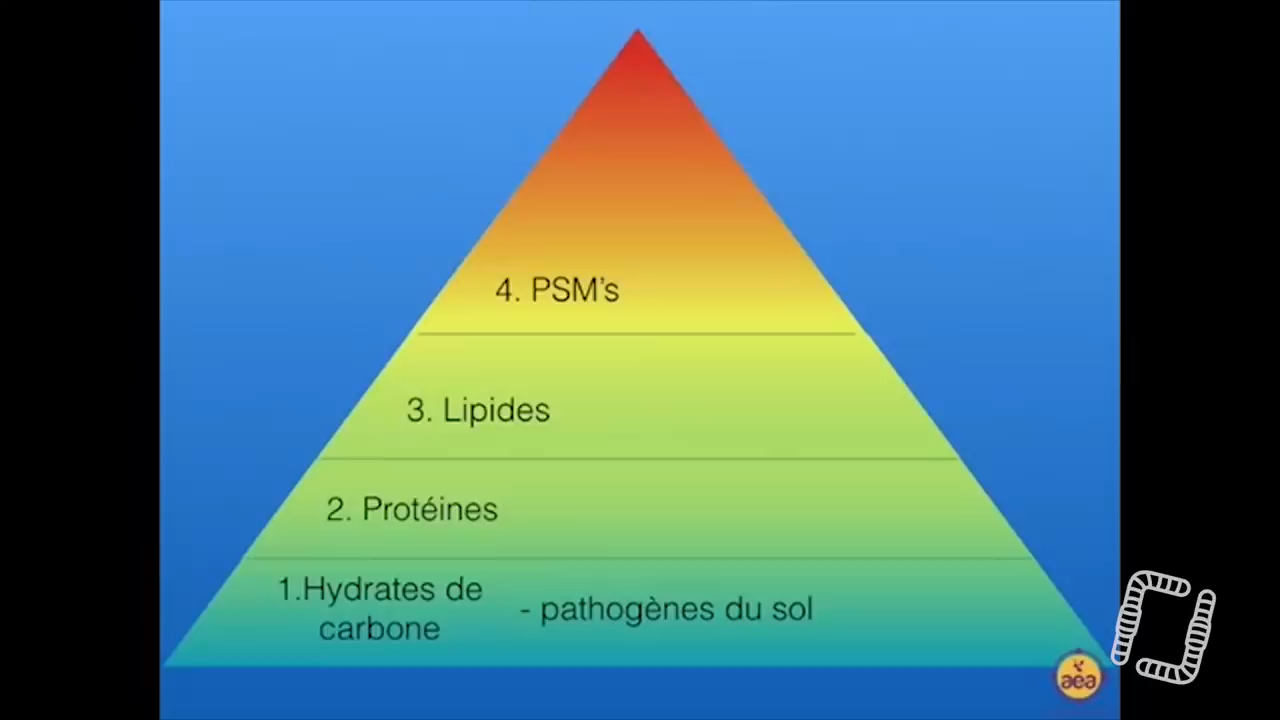 4. PSM’s
3. Lipides
2. Protéines
1.Hydrates de
carbone
- pathogènes du sol
aea